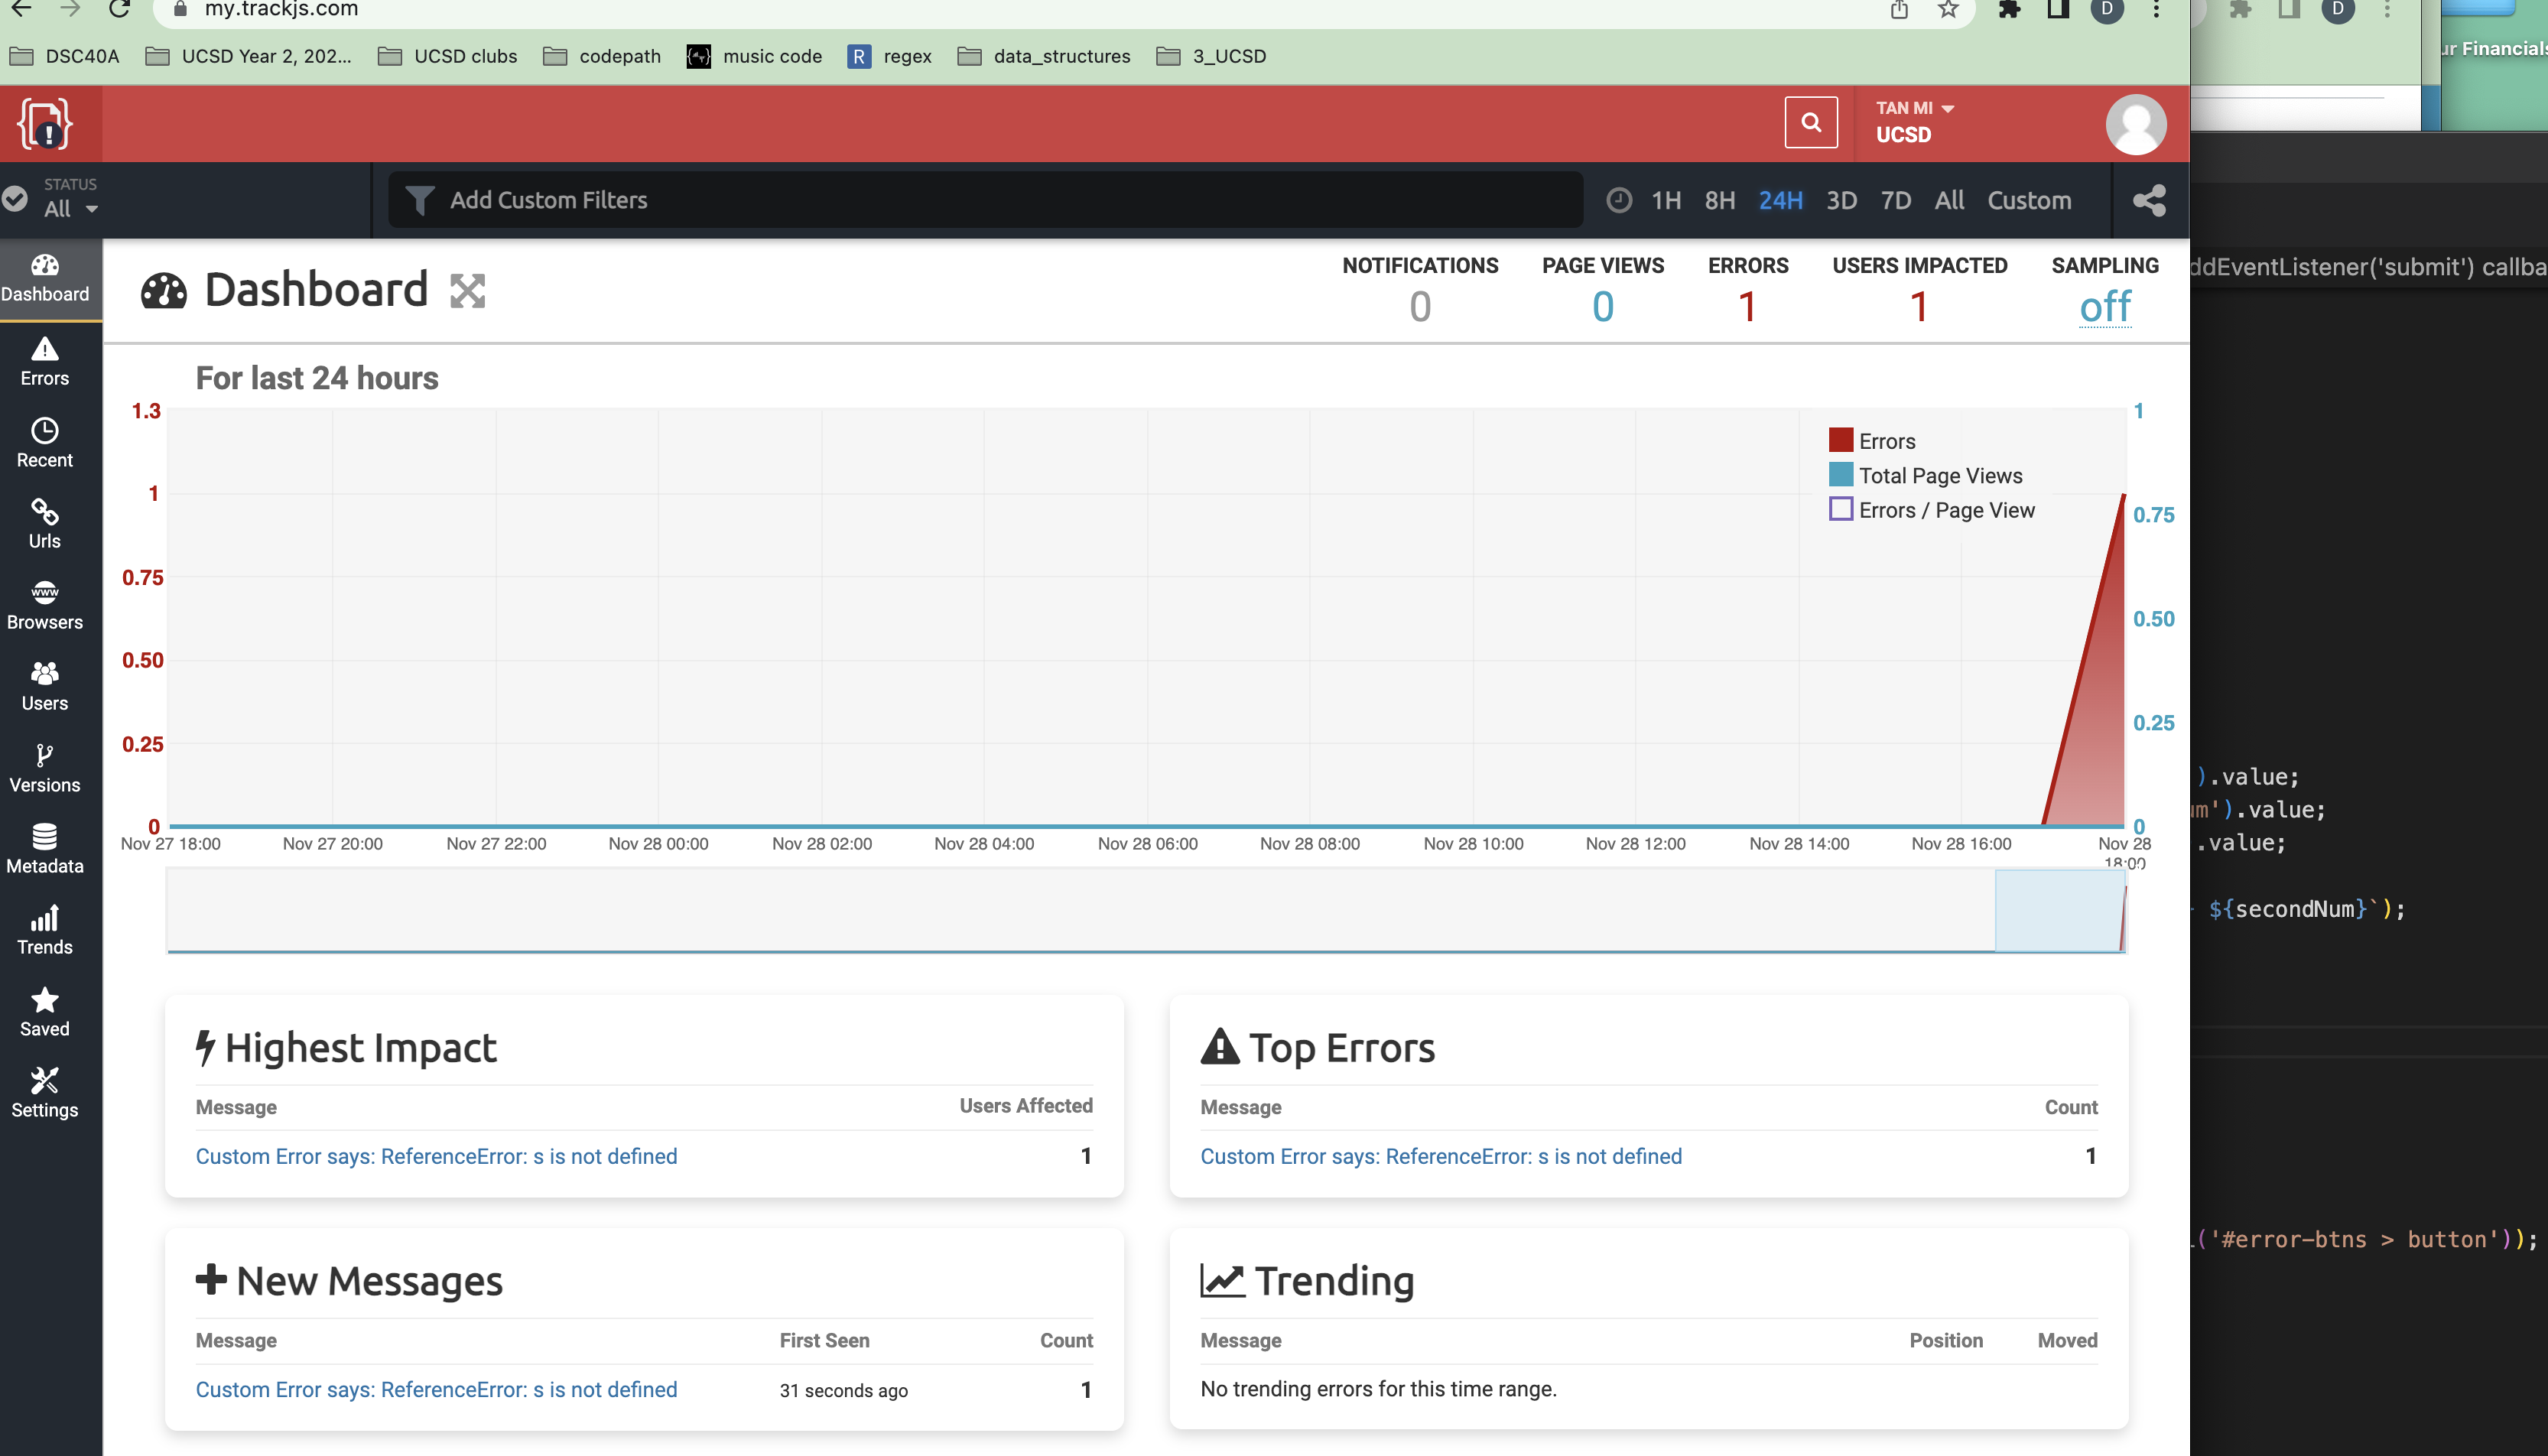 my.trackjs.com
D
D
DSC40A
UCSD Year 2, 202...
UCSD clubs
codepath
music code
R regex
data_structures
3_UCSD
ur Financials
TAN MI
UCSD
STATUS
All
Add Custom Filters
1H 8H 24H 3D 7D All Custom
Dashboard
Errors
Recent
Urls
www
Browsers
Users
Versions
Metadata
Trends
Saved
Settings
Dashboard
NOTIFICATIONS
0
PAGE VIEWS
0
ERRORS
1
USERS IMPACTED
1
SAMPLING
off
For last 24 hours
1.3
1
0.75
0.50
0.25
0
1
0.75
0.50
0.25
0
Errors
Total Page Views
Errors / Page View
Nov 27 18:00
Nov 27 20:00
Nov 27 22:00
Nov 28 00:00
Nov 28 02:00
Nov 28 04:00
Nov 28 06:00
Nov 28 08:00
Nov 28 10:00
Nov 28 12:00
Nov 28 14:00
Nov 28 16:00
Nov 28
18:00
Highest Impact
Message Users Affected
Custom Error says: ReferenceError: s is not defined 1
Top Errors
Message Count
Custom Error says: ReferenceError: s is not defined 1
New Messages
Message First Seen Count
Custom Error says: ReferenceError: s is not defined 31 seconds ago 1
Trending
Message Position Moved
No trending errors for this time range.
ddEventListener('submit') callba
).value;
um').value;
.value;
${secondNum}`);
('#error-btns > button'));